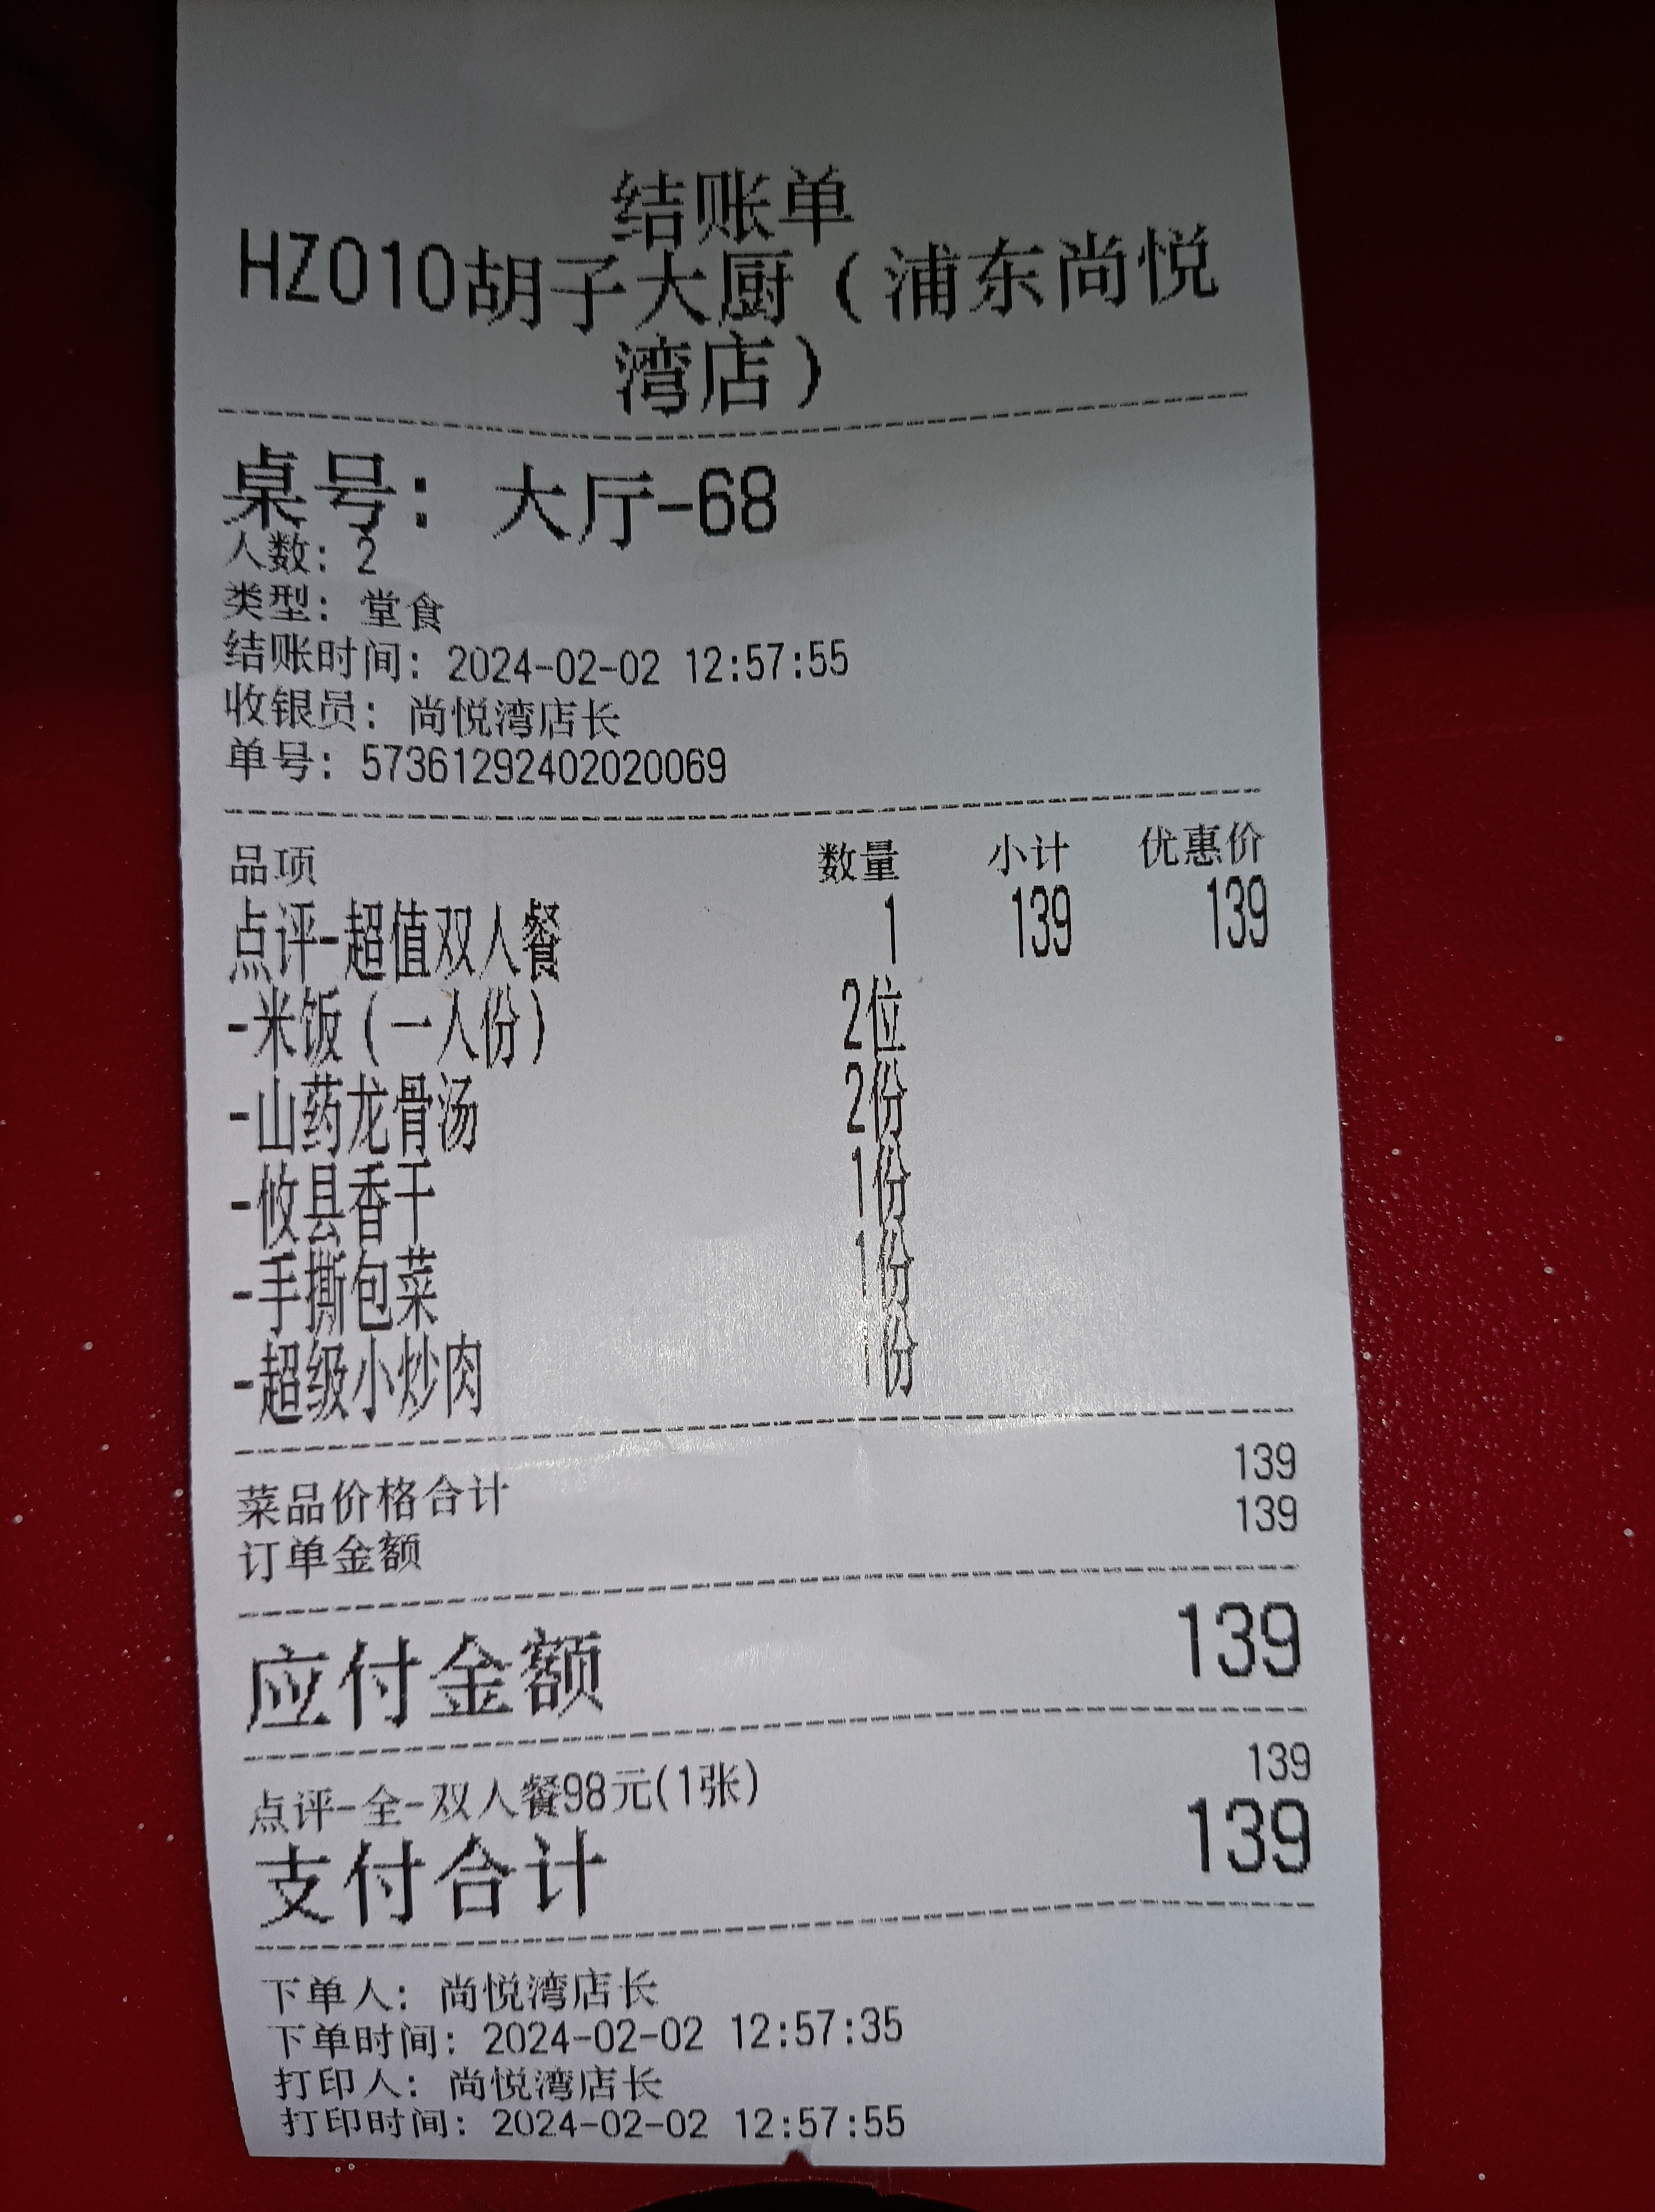 结账单
HZ010胡子大厨（浦东尚悦
湾店）
桌号：大厅-68
人数：2
类型：堂食
结账时间：2024-02-02 12:57:55
收银员：尚悦湾店长
单号：57361292402020069
品项 数量 小计 优惠价
点评-超值双人餐 1 139 139
-米饭（一人份） 2位
-山药龙骨汤 2份
-攸县香干 1份
-手撕包菜 1份
-超级小炒肉 1份
菜品价格合计 139
订单金额 139
应付金额 139
点评-全-双人餐98元(1张) 139
支付合计 139
下单人：尚悦湾店长
下单时间：2024-02-02 12:57:35
打印人：尚悦湾店长
打印时间：2024-02-02 12:57:55